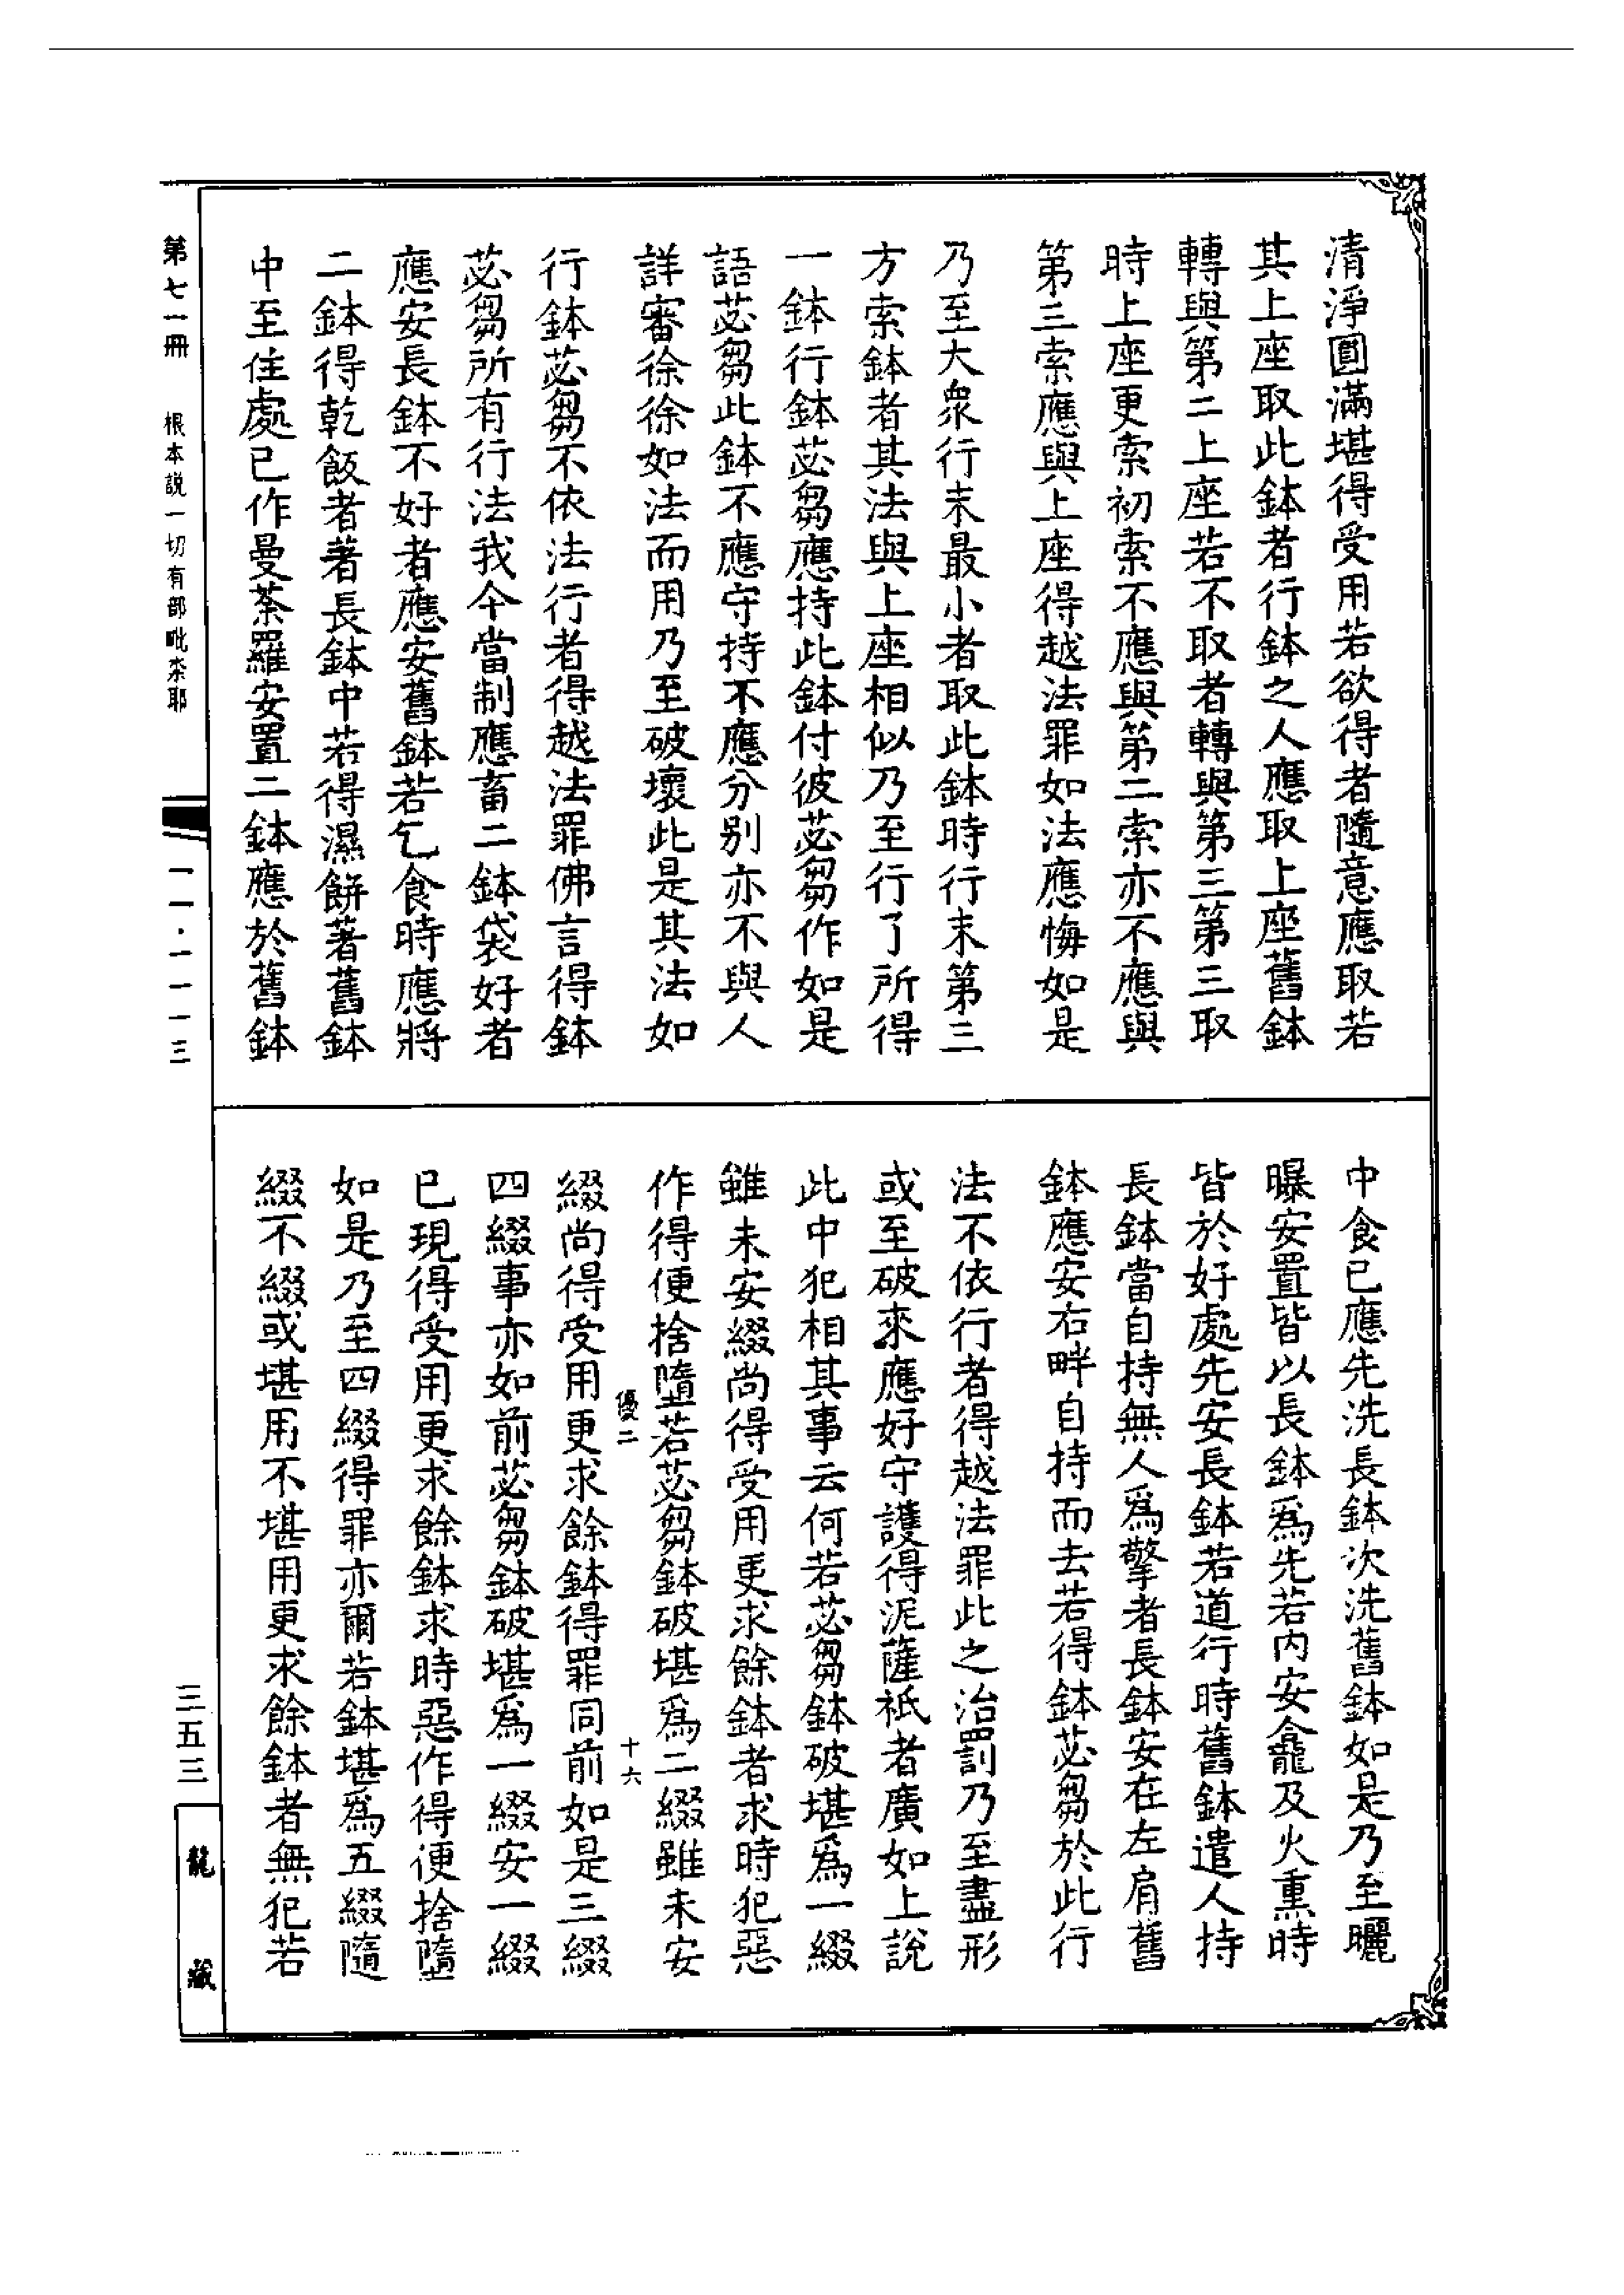 清淨圓滿堪得受用若欲得者隨意應取若
其上座取此鉢者行鉢之人應取上座舊鉢
轉與第二上座若不取者轉與第三第三取
時上座更索初索不應與第二索亦不應與
第三索應與上座得越法罪如法應悔如是
乃至大衆行末最小者取此鉢時行末第三
方索鉢者其法與上座相似乃至行了所得
一鉢行鉢苾芻應持此鉢付彼苾芻作如是
語苾芻此鉢不應守持不應分别亦不與人
詳審徐徐如法而用乃至破壞此是其法如
行鉢苾芻不依法行者得越法罪佛言得鉢
苾芻所有行法我今當制應畜二鉢袋好者
應安長鉢不好者應安舊鉢若乞食時應將
二鉢得乾飯者著長鉢中若得濕餅著舊鉢
中至住處已作曼荼羅安置二鉢應於舊鉢
中食已應先洗長鉢次洗舊鉢如是乃至曬
曝安置皆以長鉢爲先若內安龕及火熏時
皆於好處先安長鉢若道行時舊鉢遣人持
長鉢當自持無人爲擎者長鉢安在左肩舊
鉢應安右畔自持而去若得鉢苾芻於此行
法不依行者得越法罪此之治罰乃至盡形
或至破來應好守護得泥薩祇者廣如上說
此中犯相其事云何若苾芻鉢破堪爲一綴
雖未安綴尚得受用更求餘鉢者求時犯惡
作得便捨墮若苾芻鉢破堪爲二綴雖未安
優二 十六
綴尚得受用更求餘鉢得罪同前如是三綴
四綴事亦如前苾芻鉢破堪爲一綴安一綴
已現得受用更求餘鉢求時惡作得便捨墮
如是乃至四綴得罪亦爾若鉢堪爲五綴隨
綴不綴或堪用不堪用更求餘鉢者無犯若
第七一冊 根本説一切有部毗柰耶
一一·一一一三
三五三
龍藏